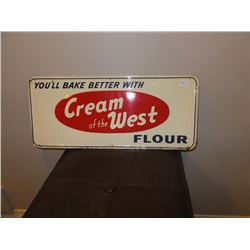 YOU'LL BAKE BETTER WITH
Cream
of the West
FLOUR